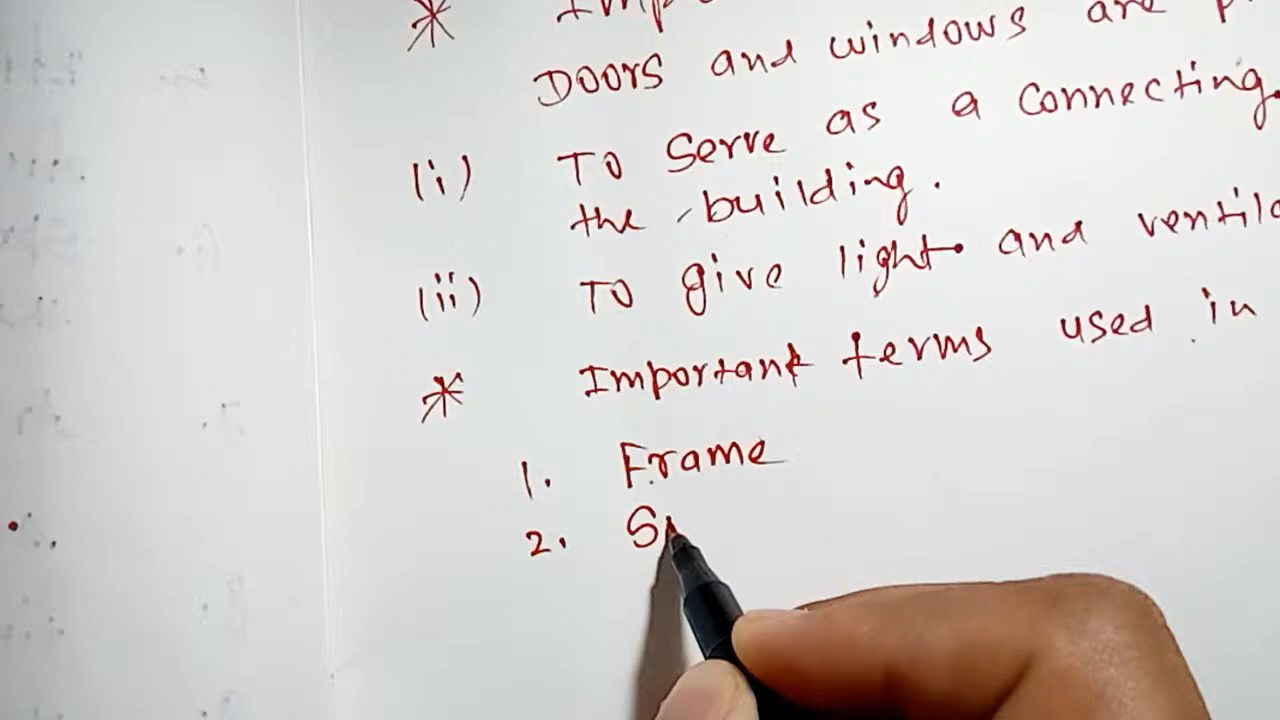 *
Doors and windows are
(i) To Serve as a connecting
the building.
(ii) To give light and
* Important terms used in
1. Frame
2. S